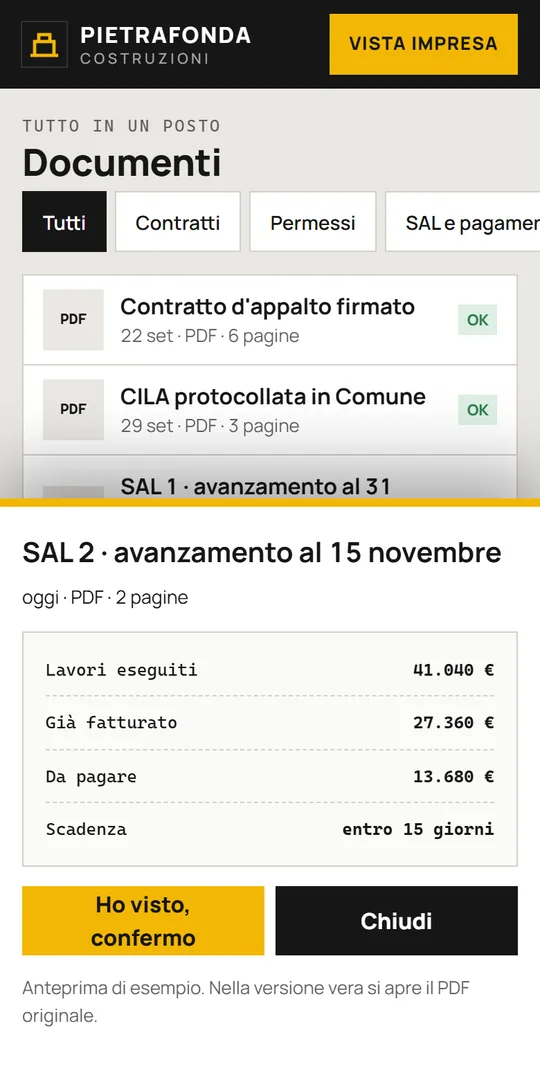 PIETRAFONDA
COSTRUZIONI
VISTA IMPRESA
TUTTO IN UN POSTO
Documenti
Tutti
Contratti
Permessi
SAL e pagamen
PDF
Contratto d'appalto firmato
22 set · PDF · 6 pagine
OK
PDF
CILA protocollata in Comune
29 set · PDF · 3 pagine
OK
SAL 1 · avanzamento al 31
SAL 2 · avanzamento al 15 novembre
oggi · PDF · 2 pagine
Lavori eseguiti 41.040 €
Già fatturato 27.360 €
Da pagare 13.680 €
Scadenza entro 15 giorni
Ho visto,
confermo
Chiudi
Anteprima di esempio. Nella versione vera si apre il PDF
originale.